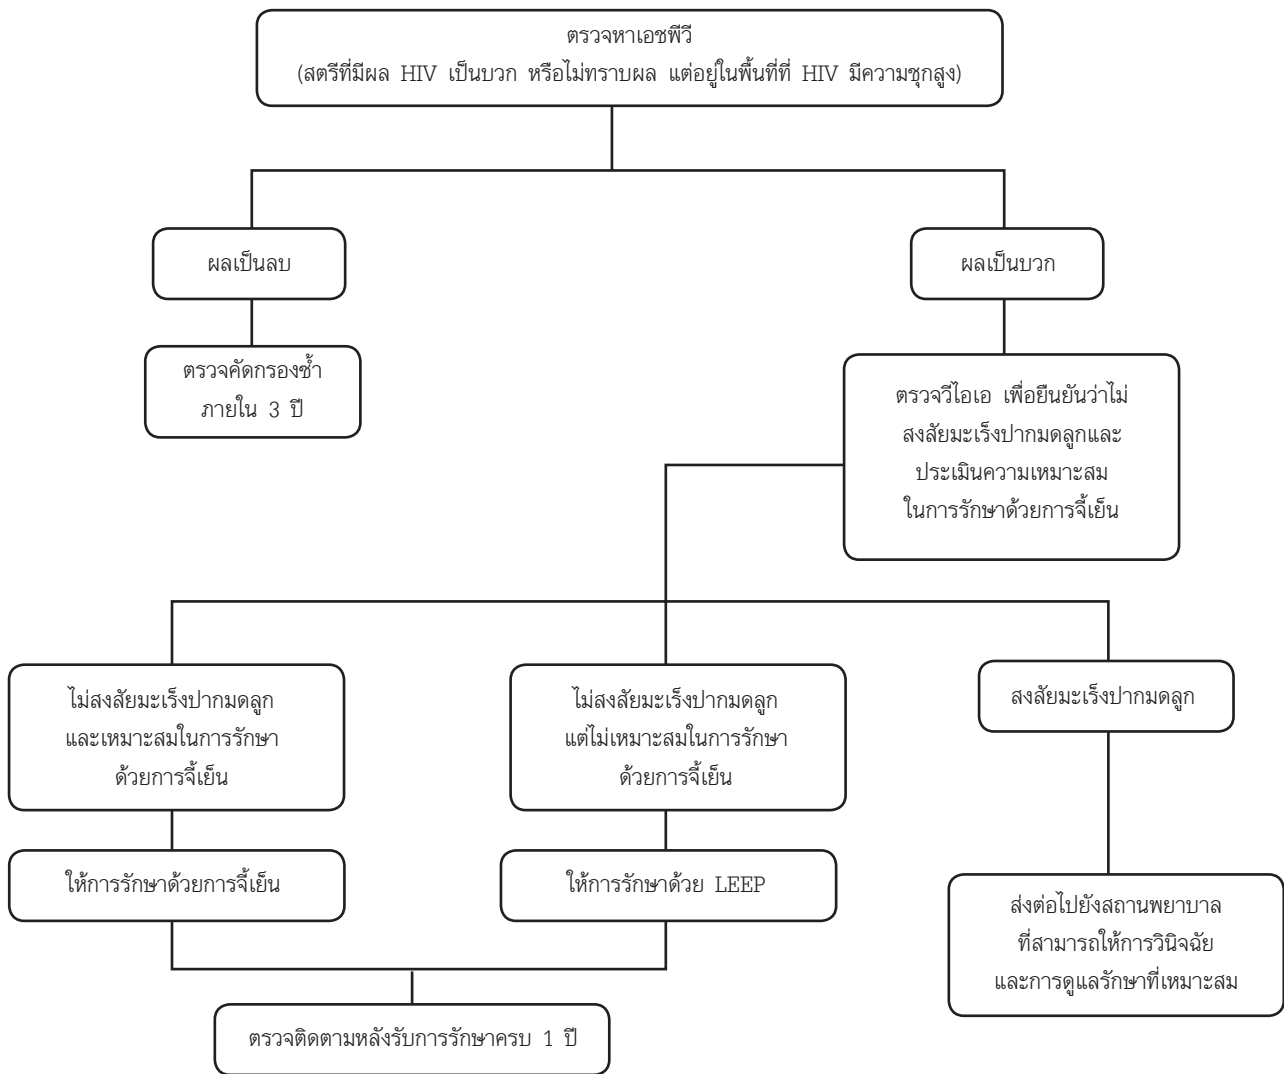 ตรวจหาเอชพีวี
(สตรีที่มีผล HIV เป็นบวก หรือไม่ทราบผล แต่อยู่ในพื้นที่ที่ HIV มีความชุกสูง)
ผลเป็นลบ
ผลเป็นบวก
ตรวจคัดกรองซ้ำ
ภายใน 3 ปี
ตรวจวีไอเอ เพื่อยืนยันว่าไม่
สงสัยมะเร็งปากมดลูกและ
ประเมินความเหมาะสม
ในการรักษาด้วยการจี้เย็น
ไม่สงสัยมะเร็งปากมดลูก
และเหมาะสมในการรักษา
ด้วยการจี้เย็น
ไม่สงสัยมะเร็งปากมดลูก
แต่ไม่เหมาะสมในการรักษา
ด้วยการจี้เย็น
สงสัยมะเร็งปากมดลูก
ให้การรักษาด้วยการจี้เย็น
ให้การรักษาด้วย LEEP
ส่งต่อไปยังสถานพยาบาล
ที่สามารถให้การวินิจฉัย
และการดูแลรักษาที่เหมาะสม
ตรวจติดตามหลังรับการรักษาครบ 1 ปี